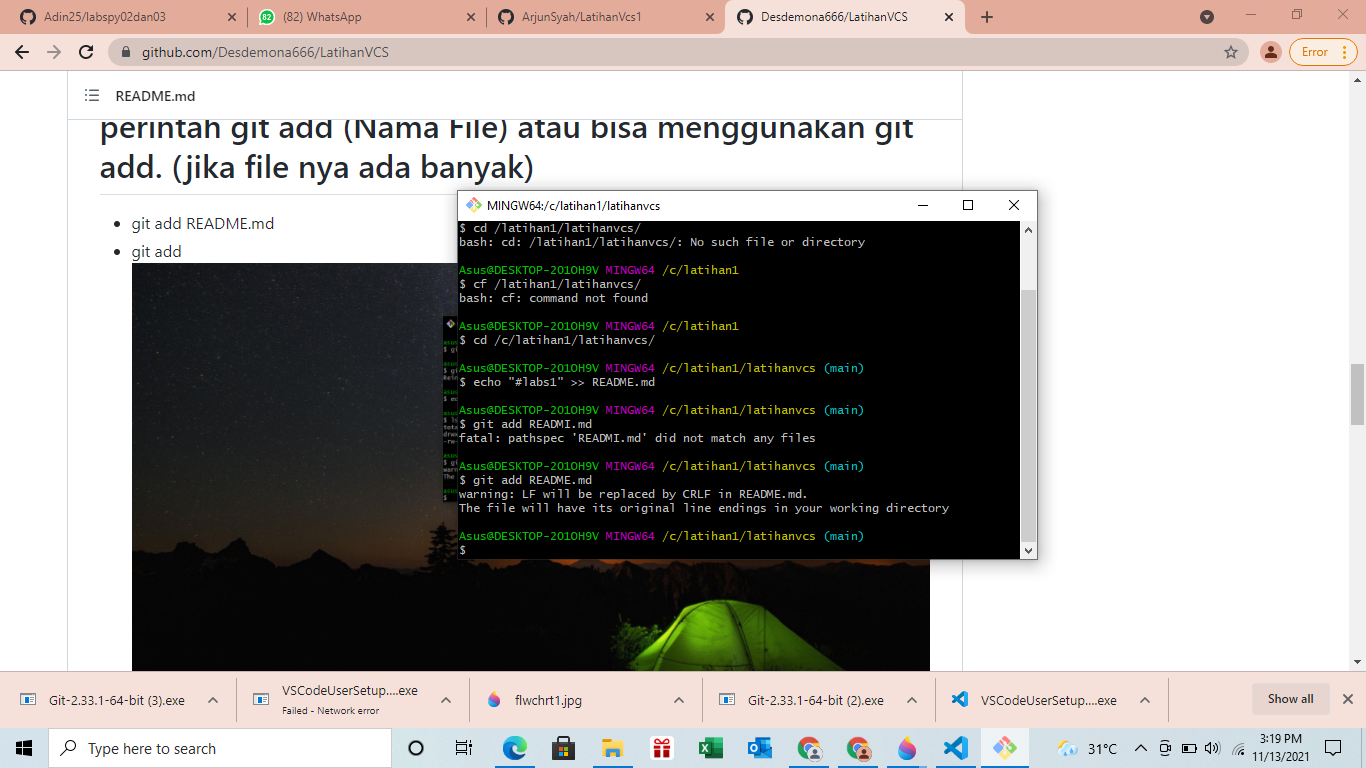 Adin25/labspy02dan03
(82) WhatsApp
ArjunSyah/LatihanVcs1
Desdemona666/LatihanVCS
github.com/Desdemona666/LatihanVCS
Error
README.md
perintah git add (Nama File) atau bisa menggunakan git
add. (jika file nya ada banyak)
git add README.md
git add
MINGW64:/c/latihan1/latihanvcs
$ cd /latihan1/latihanvcs/
bash: cd: /latihan1/latihanvcs/: No such file or directory
Asus@DESKTOP-201OH9V MINGW64 /c/latihan1
$ cf /latihan1/latihanvcs/
bash: cf: command not found
Asus@DESKTOP-201OH9V MINGW64 /c/latihan1
$ cd /c/latihan1/latihanvcs/
Asus@DESKTOP-201OH9V MINGW64 /c/latihan1/latihanvcs (main)
$ echo "#labs1" >> README.md
Asus@DESKTOP-201OH9V MINGW64 /c/latihan1/latihanvcs (main)
$ git add READMI.md
fatal: pathspec 'READMI.md' did not match any files
Asus@DESKTOP-201OH9V MINGW64 /c/latihan1/latihanvcs (main)
$ git add README.md
warning: LF will be replaced by CRLF in README.md.
The file will have its original line endings in your working directory
Asus@DESKTOP-201OH9V MINGW64 /c/latihan1/latihanvcs (main)
$
Git-2.33.1-64-bit (3).exe
VSCodeUserSetup....exe
Failed - Network error
flwchrt1.jpg
Git-2.33.1-64-bit (2).exe
VSCodeUserSetup....exe
Show all
Type here to search
31°C
3:19 PM
11/13/2021